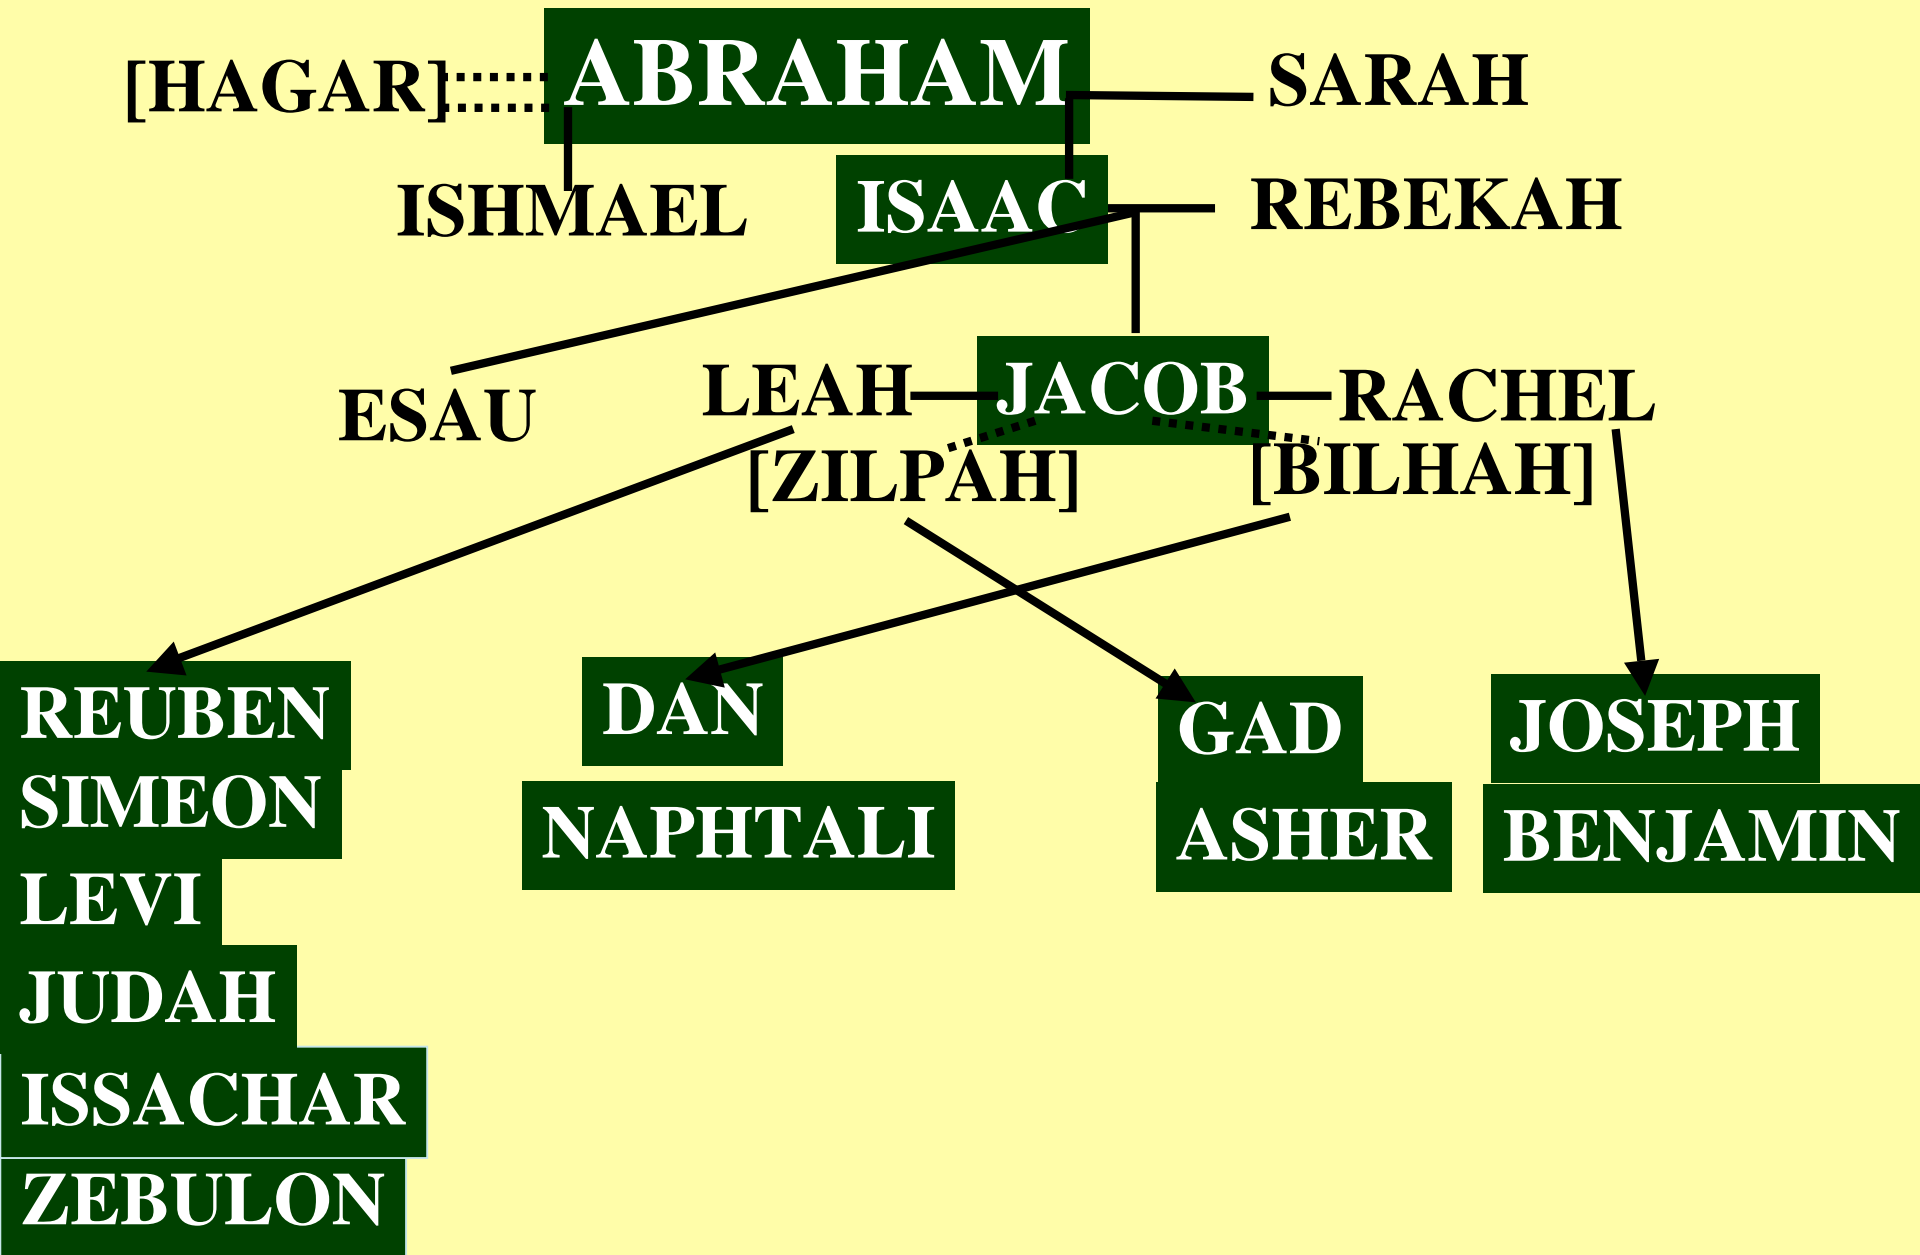 [HAGAR] ABRAHAM SARAH
ISHMAEL ISAAC REBEKAH
ESAU LEAH JACOB RACHEL
[ZILPAH] [BILHAH]
REUBEN DAN GAD JOSEPH
SIMEON NAPHTALI ASHER BENJAMIN
LEVI
JUDAH
ISSACHAR
ZEBULON